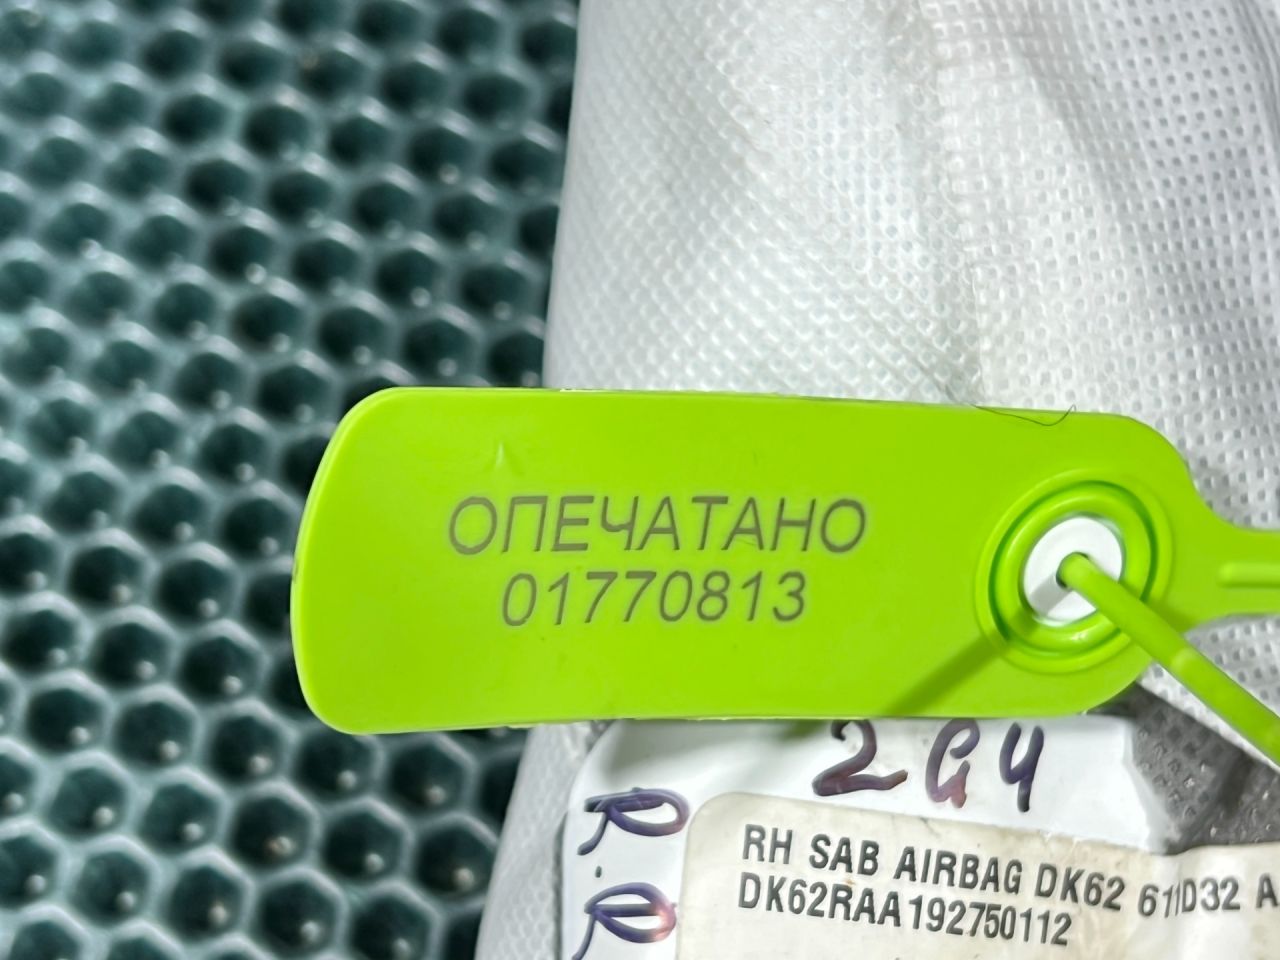 ОПЕЧАТАНО
01770813
2G4
R.R
RH SAB AIRBAG DK62 611D32 A
DK62RAA192750112